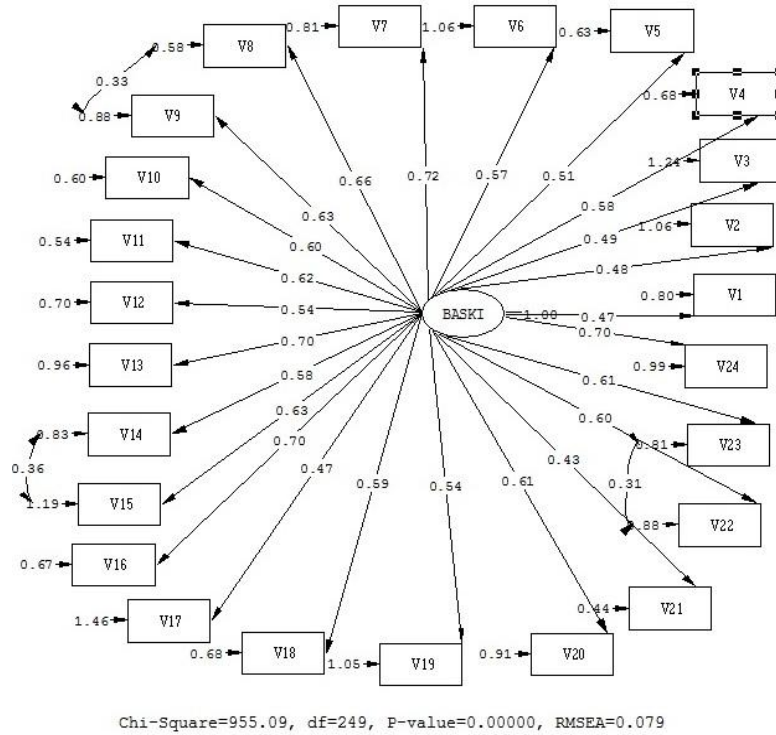 0.81 V7 1.06 V6 0.63 V5
0.58 V8
0.33
0.68 V4
0.88 V9
1.24 V3
0.60 V10
0.66 0.72 0.57 0.51
0.58
0.63
1.06 V2
0.54 V11
0.60
0.49
0.62
0.48
0.70 V12
0.54
BASKI
1.00
0.47
0.80 V1
0.70
0.96 V13
0.70
0.99 V24
0.58
0.61
0.63
0.60
0.83 V14
0.70
0.43
0.81 V23
0.36
0.47
0.59
0.54
0.61
0.31
1.19 V15
.88 V22
0.67 V16
1.46 V17
0.44 V21
0.68 V18
1.05 V19
0.91 V20
Chi-Square=955.09, df=249, P-value=0.00000, RMSEA=0.079